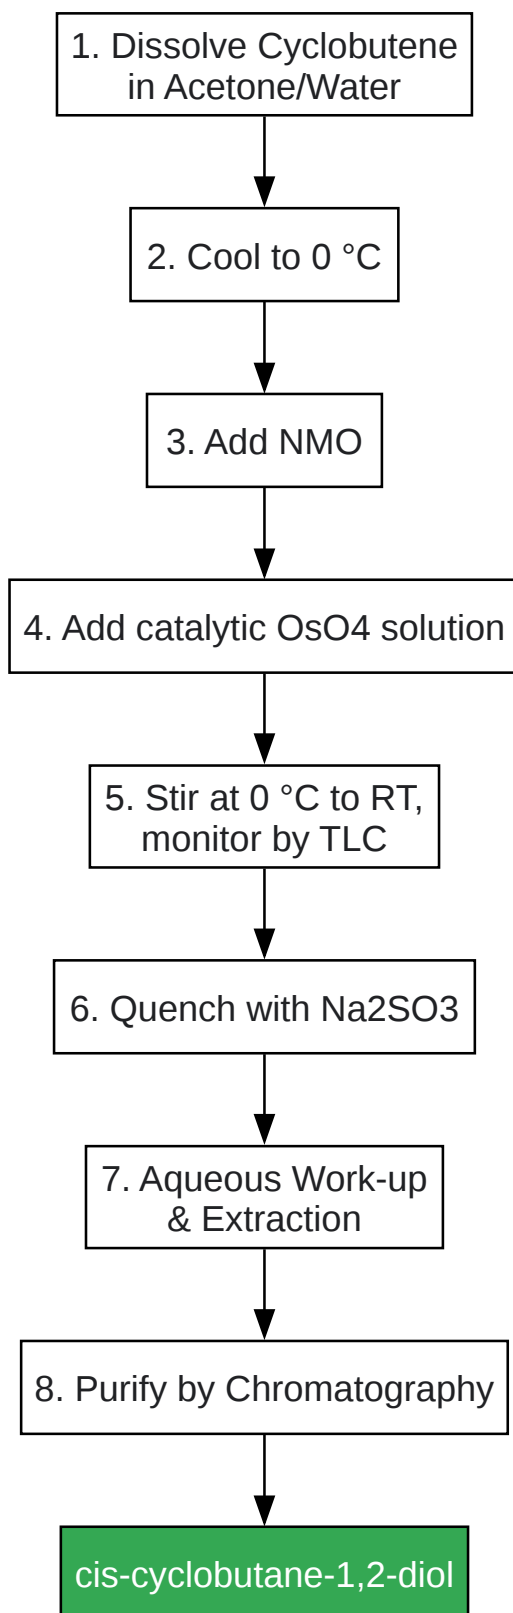 1. Dissolve Cyclobutene
in Acetone/Water
2. Cool to 0 °C
3. Add NMO
4. Add catalytic OsO4 solution
5. Stir at 0 °C to RT,
monitor by TLC
6. Quench with Na2SO3
7. Aqueous Work-up
& Extraction
8. Purify by Chromatography
cis-cyclobutane-1,2-diol